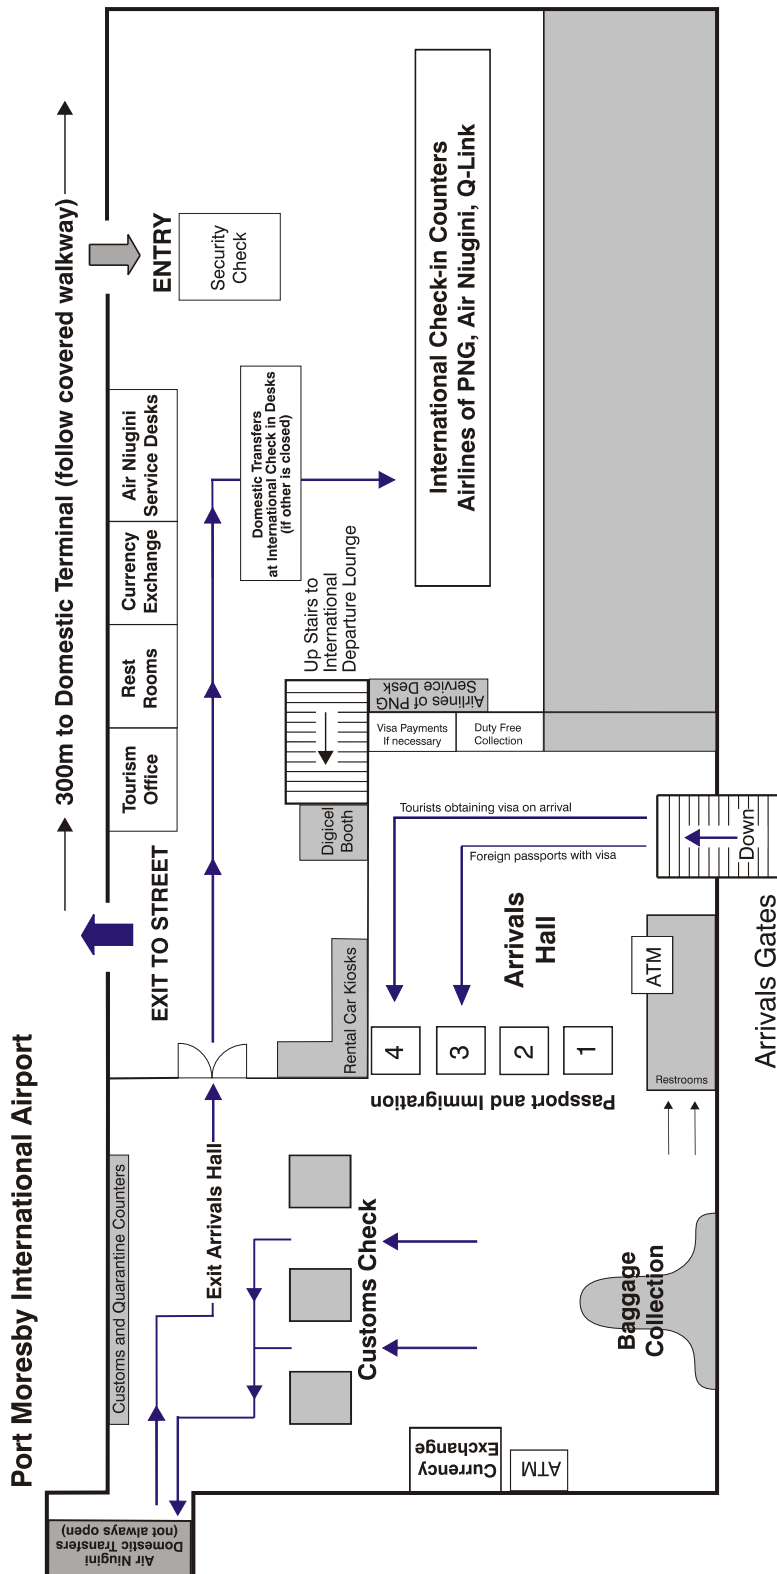 Port Moresby International Airport
300m to Domestic Terminal (follow covered walkway)
Air Niugini
Domestic Transfers
(not always open)
Customs and Quarantine Counters
Exit Arrivals Hall
EXIT TO STREET
Tourism
Office
Rest
Rooms
Currency
Exchange
Air Niugini
Service Desks
ENTRY
Security
Check
Domestic Transfers
at International Check in Desks
(if other is closed)
Up Stairs to
International
Departure Lounge
Digicel
Booth
Rental Car Kiosks
Customs Check
Passport and Immigration
4
3
2
1
Tourists obtaining visa on arrival
Foreign passports with visa
Arrivals
Hall
Visa Payments
If necessary
Duty Free
Collection
Airlines of PNG
Service Desk
International Check-in Counters
Airlines of PNG, Air Niugini, Q-Link
Currency
Exchange
ATM
Baggage
Collection
Restrooms
ATM
Down
Arrivals Gates